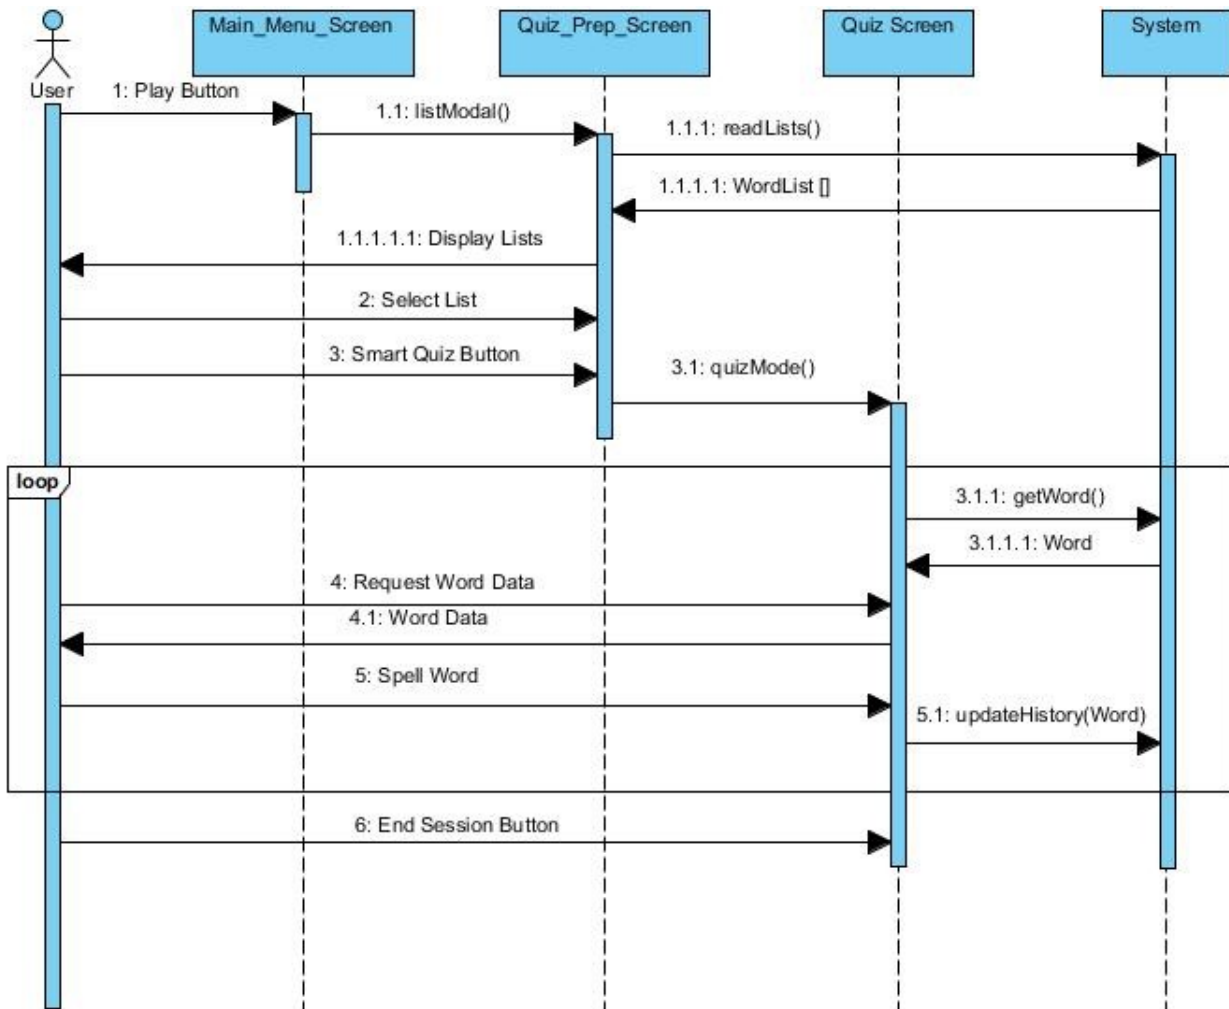 Main_Menu_Screen
Quiz_Prep_Screen
Quiz Screen
System
User
1: Play Button
1.1: listModal()
1.1.1: readLists()
1.1.1.1: WordList []
1.1.1.1.1: Display Lists
2: Select List
3: Smart Quiz Button
3.1: quizMode()
loop
3.1.1: getWord()
3.1.1.1: Word
4: Request Word Data
4.1: Word Data
5: Spell Word
5.1: updateHistory(Word)
6: End Session Button